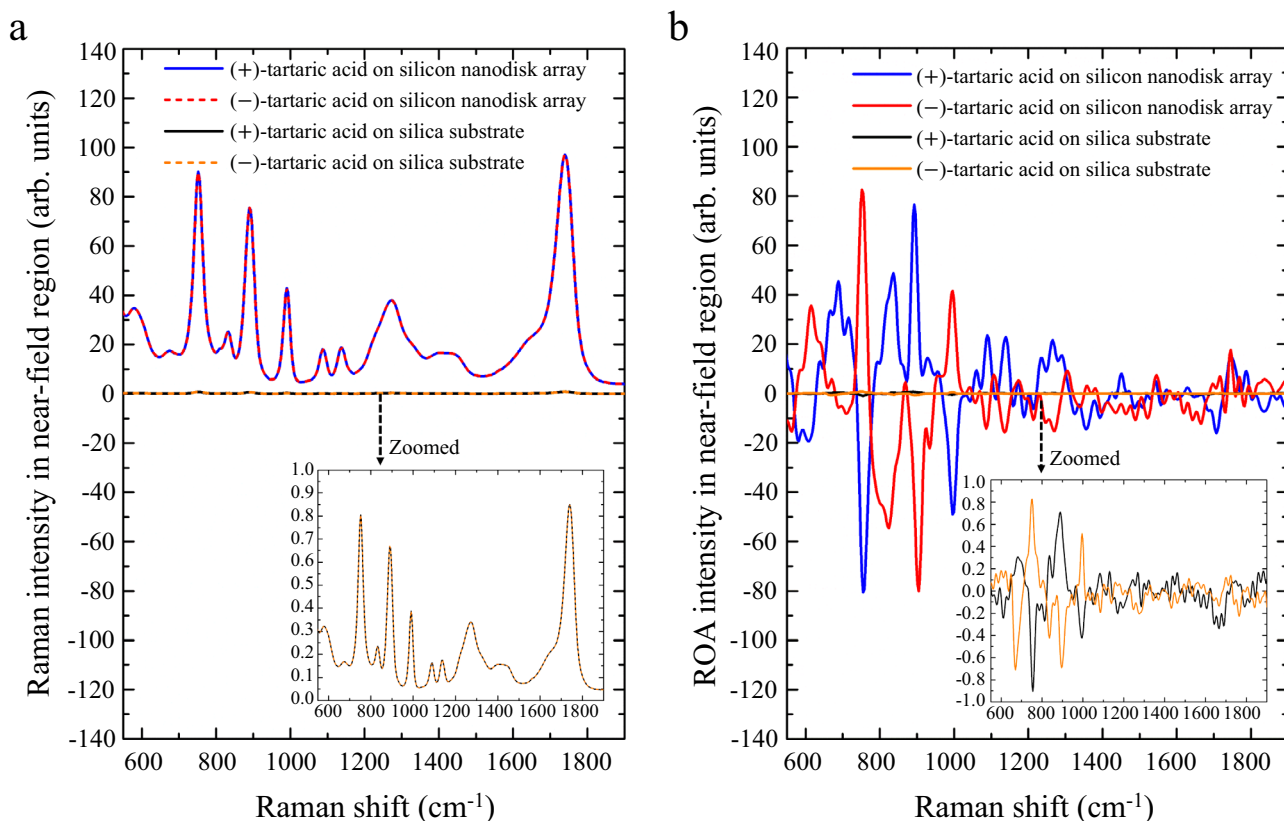 a
Raman intensity in near-field region (arb. units)
140
120
100
80
60
40
20
0
-20
-40
-60
-80
-100
-120
-140
(+)-tartaric acid on silicon nanodisk array
(−)-tartaric acid on silicon nanodisk array
(+)-tartaric acid on silica substrate
(−)-tartaric acid on silica substrate
Zoomed
1.0
0.9
0.8
0.7
0.6
0.5
0.4
0.3
0.2
0.1
0.0
600 800 1000 1200 1400 1600 1800
600 800 1000 1200 1400 1600 1800
Raman shift (cm⁻¹)
b
ROA intensity in near-field region (arb. units)
140
120
100
80
60
40
20
0
-20
-40
-60
-80
-100
-120
-140
(+)-tartaric acid on silicon nanodisk array
(−)-tartaric acid on silicon nanodisk array
(+)-tartaric acid on silica substrate
(−)-tartaric acid on silica substrate
Zoomed
1.0
0.8
0.6
0.4
0.2
-0.0
-0.2
-0.4
-0.6
-0.8
-1.0
600 800 1000 1200 1400 1600 1800
600 800 1000 1200 1400 1600 1800
Raman shift (cm⁻¹)